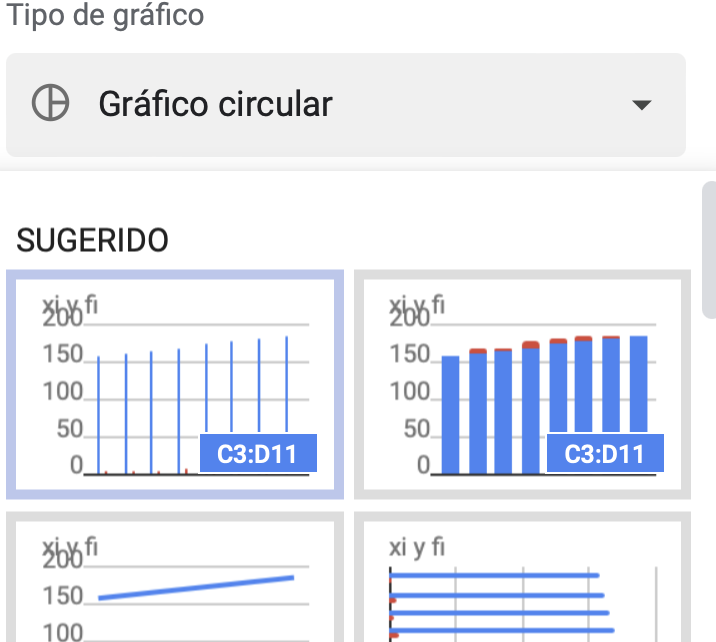 Tipo de gráfico
Gráfico circular
SUGERIDO
xi y fi
200
150
100
50
0
C3:D11
xi y fi
200
150
100
50
0
C3:D11
xi y fi
200
150
100
xi y fi